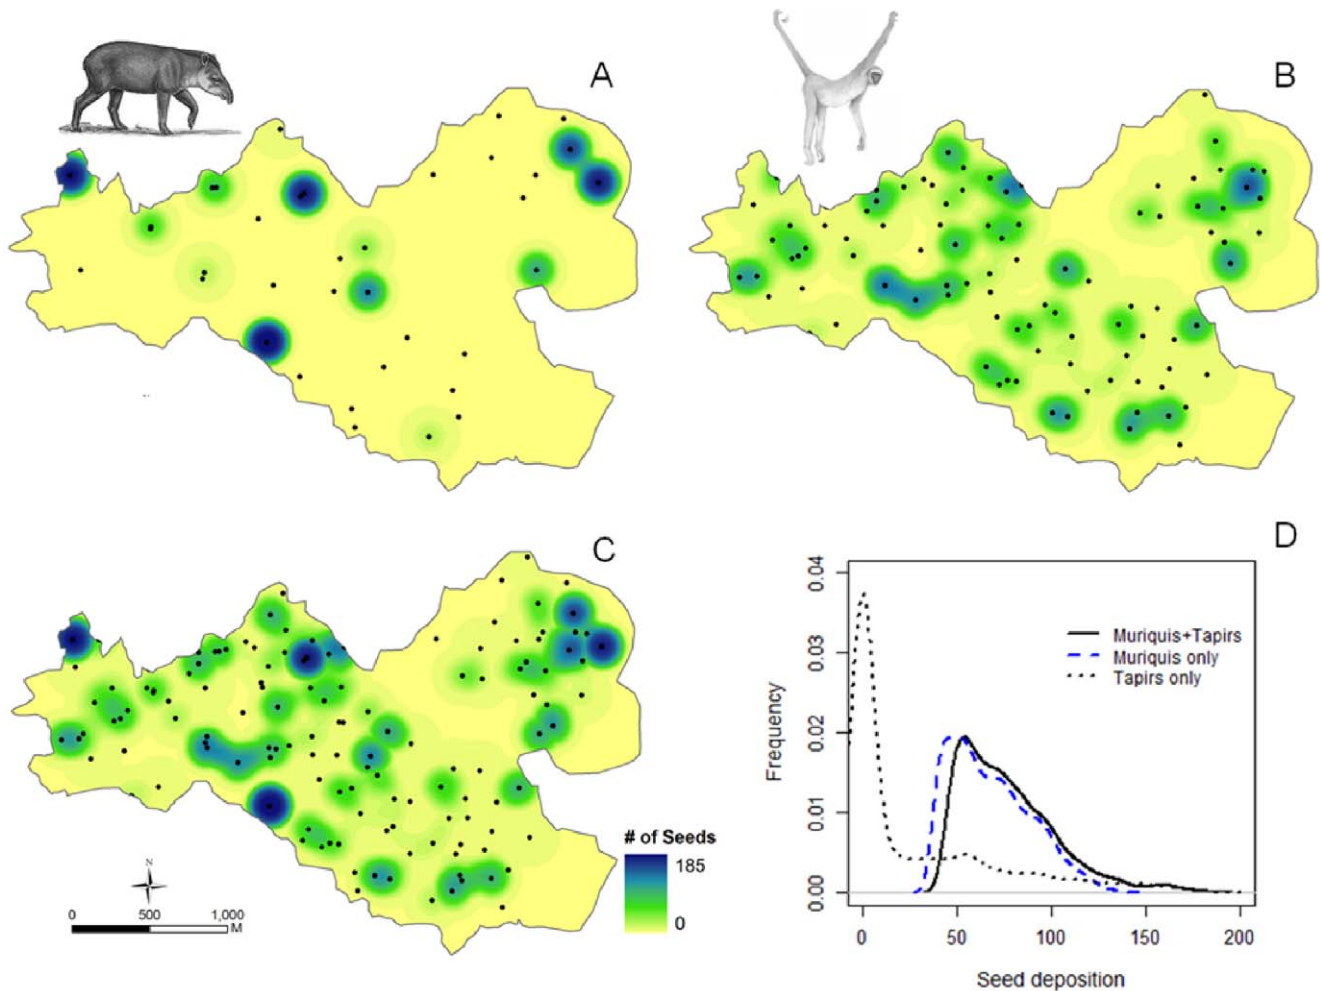 A
B
C
D
N
0 500 1,000
M
# of Seeds
185
0
0.04
0.03
0.02
0.01
0.00
Frequency
Muriquis+Tapirs
Muriquis only
Tapirs only
0 50 100 150 200
Seed deposition